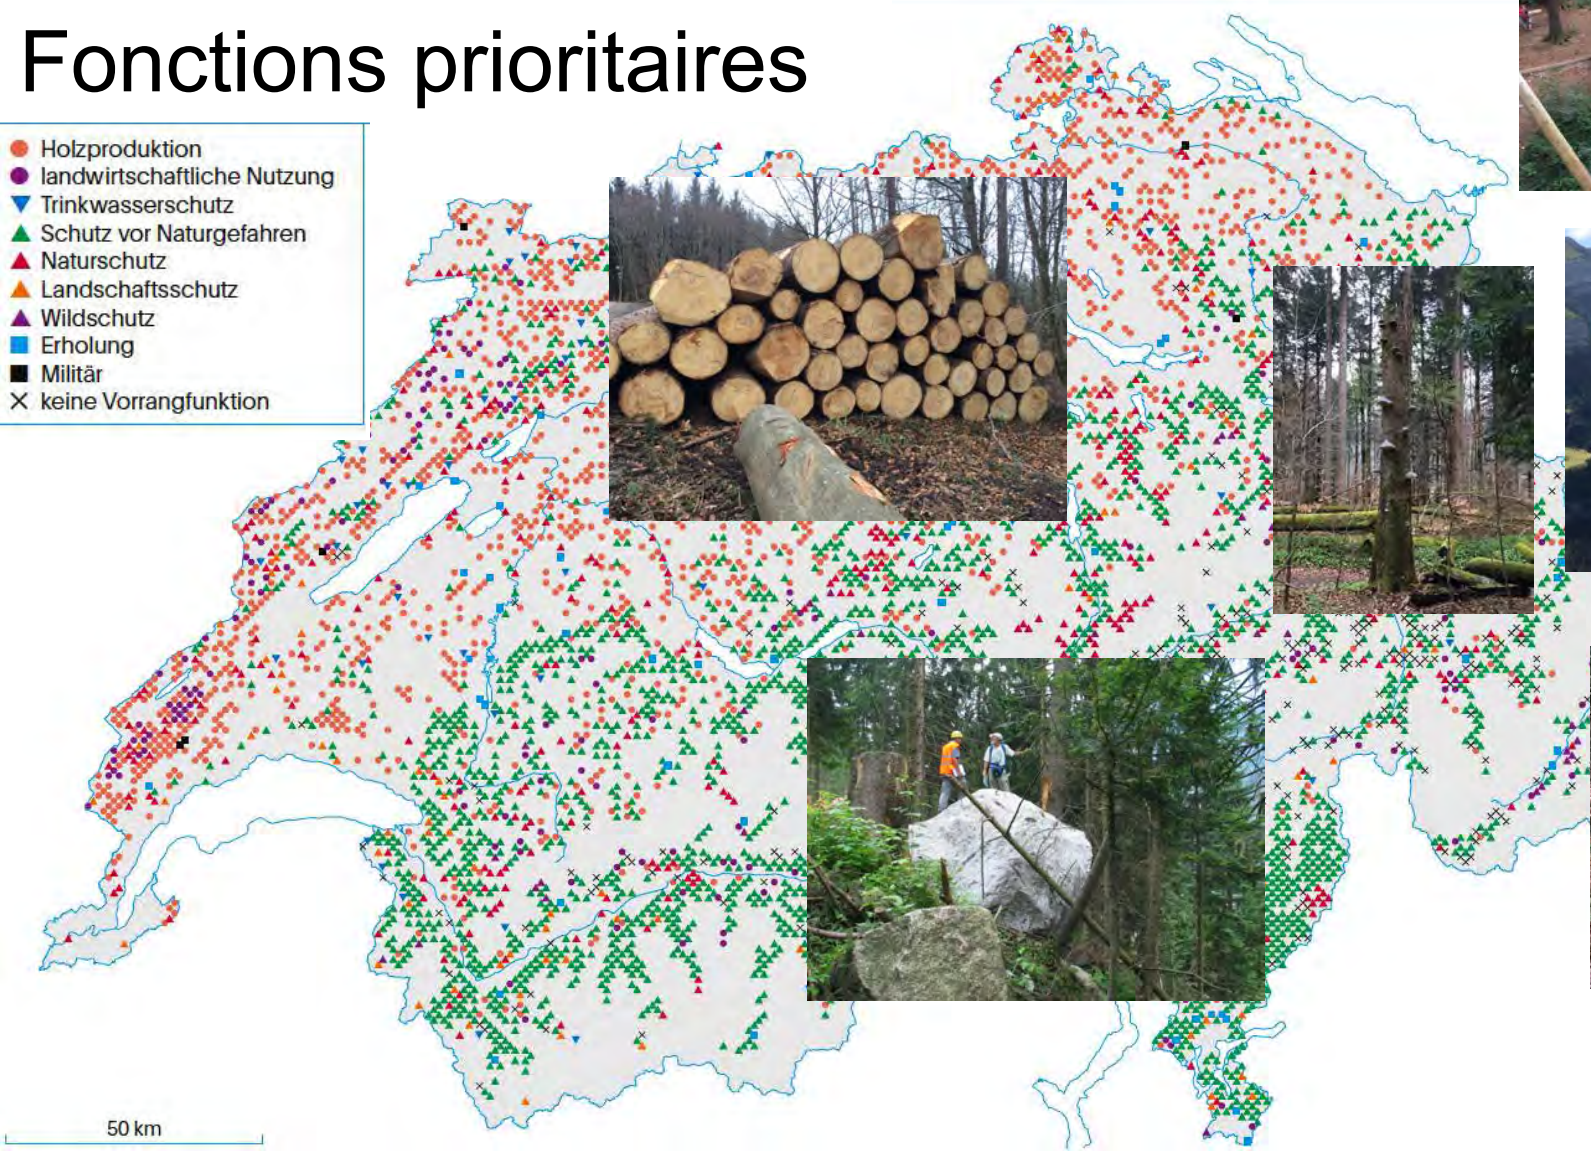 Fonctions prioritaires
Holzproduktion
landwirtschaftliche Nutzung
Trinkwasserschutz
Schutz vor Naturgefahren
Naturschutz
Landschaftsschutz
Wildschutz
Erholung
Militär
keine Vorrangfunktion
50 km